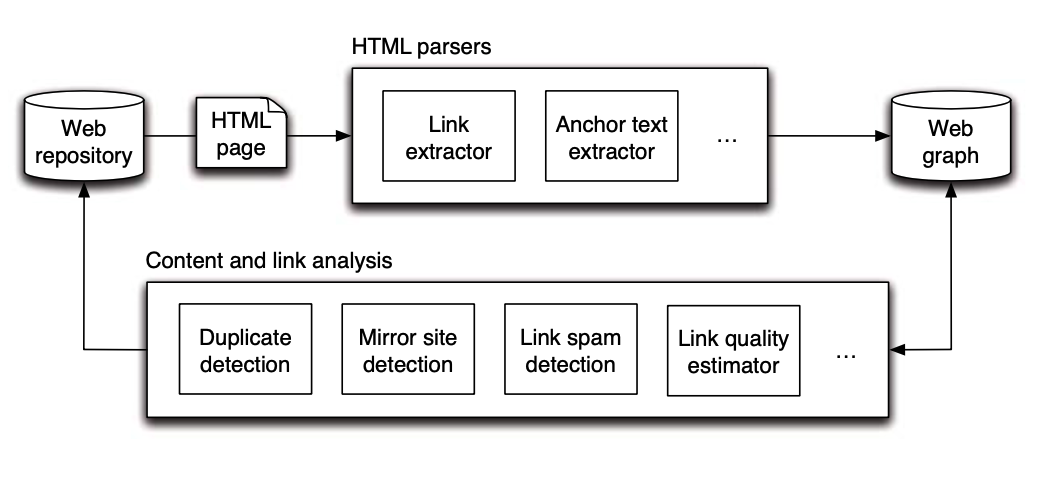 HTML parsers
Web
repository
HTML
page
Link
extractor
Anchor text
extractor
...
Web
graph
Content and link analysis
Duplicate
detection
Mirror site
detection
Link spam
detection
Link quality
estimator
...